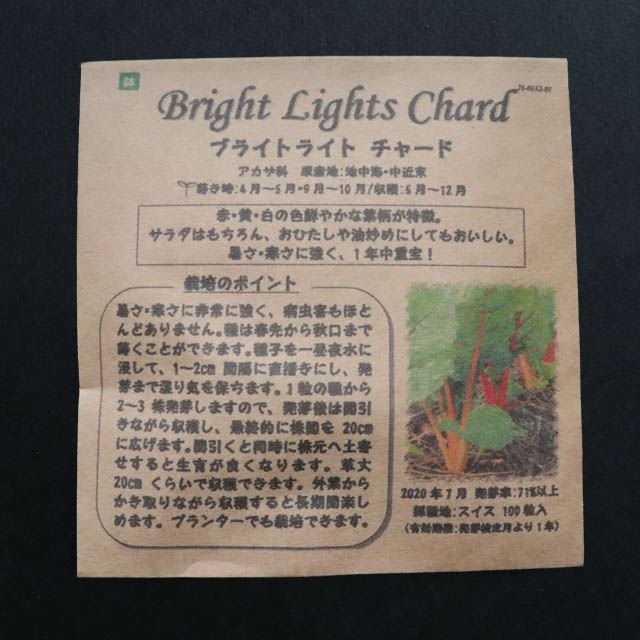 Bright Lights Chard
ブライトライト チャード
アカザ科 原産地:地中海・中近東
蒔き時:4月〜5月・9月〜10月/収穫:5月〜12月
赤・黄・白の色鮮やかな葉柄が特徴。
サラダはもちろん、おひたしや油炒めにしてもおいしい。
暑さ・寒さに強く、1年中重宝!
栽培のポイント
暑さ・寒さに非常に強く、病虫害もほと
んどありません。種は春先から秋口まで
蒔くことができます。種子を一昼夜水に
浸して、1〜2cm 間隔に直播きにし、発
芽まで湿り気を保ちます。1粒の種から
2〜3 株発芽しますので、発芽後は間引
きながら収穫し、最終的に株間を 20cm
に広げます。間引くと同時に株元へ土寄
せすると生育が良くなります。草丈
20cm くらいで収穫できます。外葉から
かき取りながら収穫すると長期間楽し
めます。プランターでも栽培できます。
2020年7月 発芽率:71%以上
採種地:スイス 100粒入
(有効期限:発芽検定月より1年)